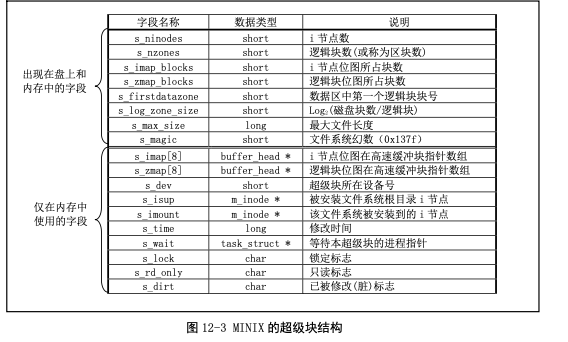 字段名称 数据类型 说明
s_ninodes short i 节点数
s_nzones short 逻辑块数(或称为区块数)
s_imap_blocks short i 节点位图所占块数
s_zmap_blocks short 逻辑块位图所占块数
s_firstdatazone short 数据区中第一个逻辑块块号
s_log_zone_size short Log₂(磁盘块数/逻辑块)
s_max_size long 最大文件长度
s_magic short 文件系统幻数（0x137f）
出现在盘上和
内存中的字段
s_imap[8] buffer_head * i 节点位图在高速缓冲块指针数组
s_zmap[8] buffer_head * 逻辑块位图在高速缓冲块指针数组
s_dev short 超级块所在设备号
s_isup m_inode * 被安装文件系统根目录 i 节点
s_imount m_inode * 该文件系统被安装到的 i 节点
s_time long 修改时间
s_wait task_struct * 等待本超级块的进程指针
s_lock char 锁定标志
s_rd_only char 只读标志
s_dirt char 已被修改(脏)标志
仅在内存中
使用的字段
图 12-3 MINIX 的超级块结构